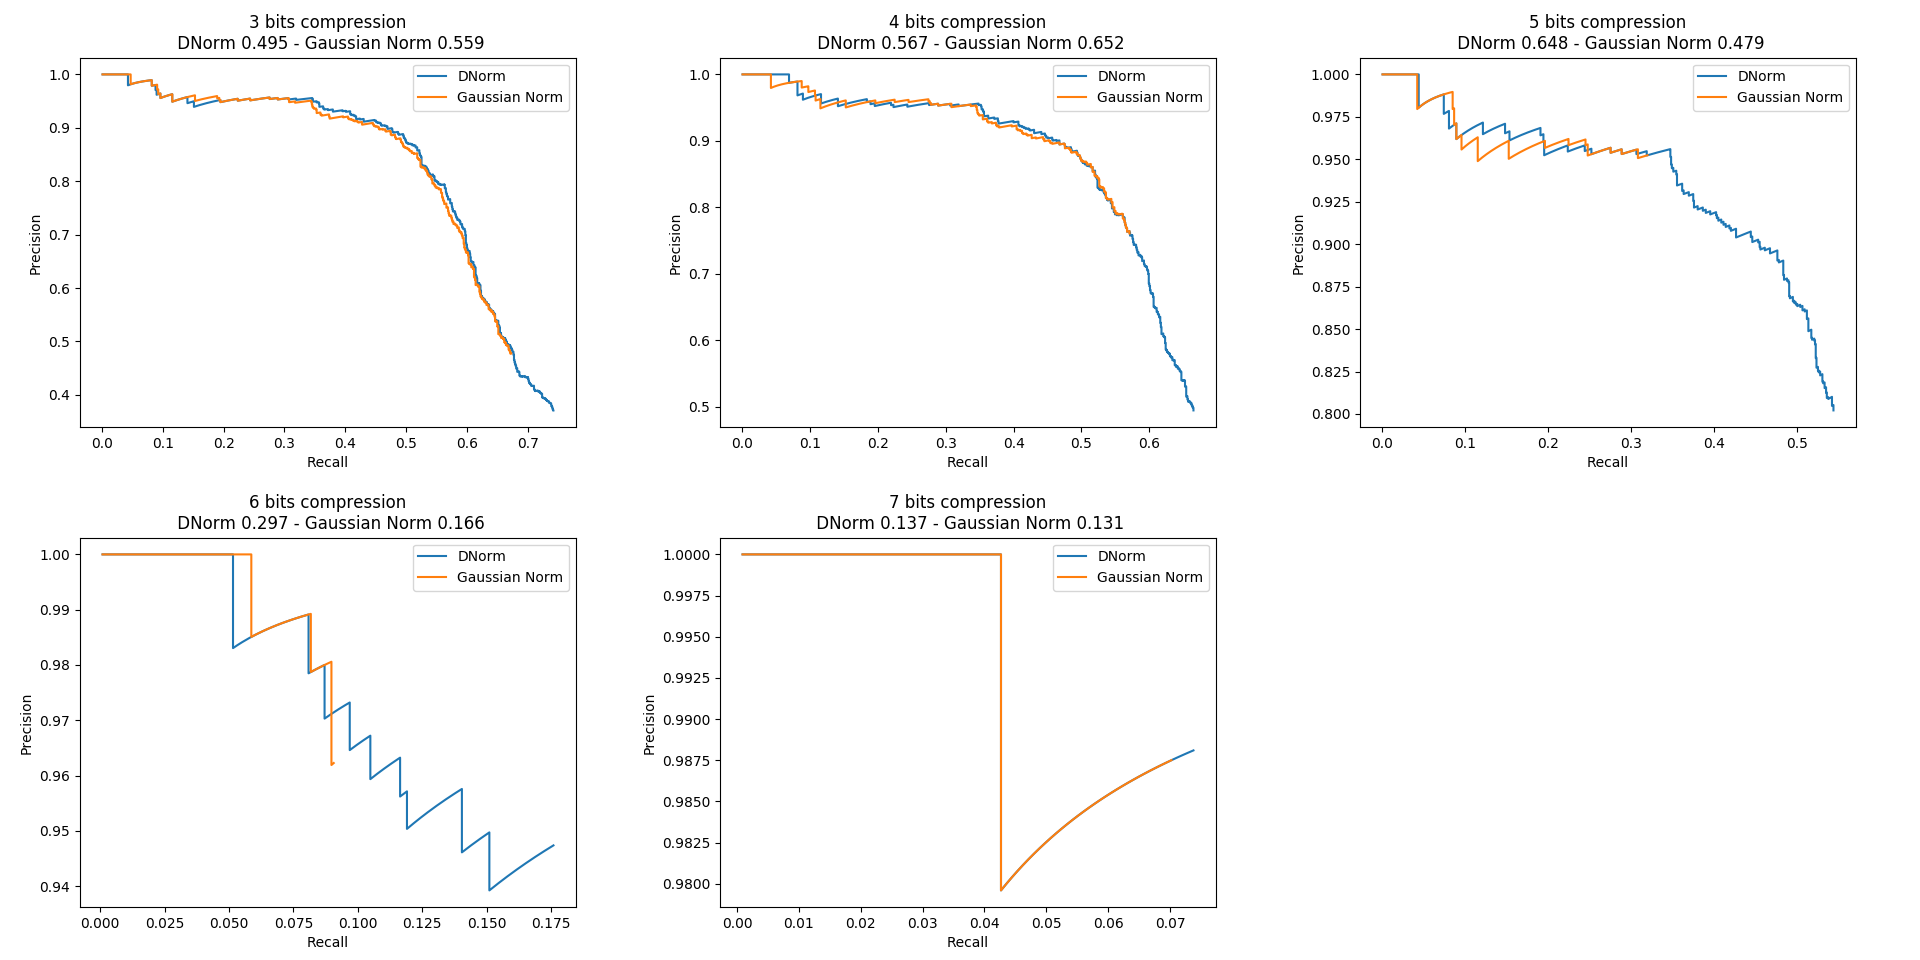 3 bits compression
DNorm 0.495 - Gaussian Norm 0.559
1.0
0.9
0.8
0.7
0.6
0.5
0.4
Precision
DNorm
Gaussian Norm
0.0 0.1 0.2 0.3 0.4 0.5 0.6 0.7
Recall
4 bits compression
DNorm 0.567 - Gaussian Norm 0.652
1.0
0.9
0.8
0.7
0.6
0.5
Precision
DNorm
Gaussian Norm
0.0 0.1 0.2 0.3 0.4 0.5 0.6
Recall
5 bits compression
DNorm 0.648 - Gaussian Norm 0.479
1.000
0.975
0.950
0.925
0.900
0.875
0.850
0.825
0.800
Precision
DNorm
Gaussian Norm
0.0 0.1 0.2 0.3 0.4 0.5
Recall
6 bits compression
DNorm 0.297 - Gaussian Norm 0.166
1.00
0.99
0.98
0.97
0.96
0.95
0.94
Precision
DNorm
Gaussian Norm
0.000 0.025 0.050 0.075 0.100 0.125 0.150 0.175
Recall
7 bits compression
DNorm 0.137 - Gaussian Norm 0.131
1.0000
0.9975
0.9950
0.9925
0.9900
0.9875
0.9850
0.9825
0.9800
Precision
DNorm
Gaussian Norm
0.00 0.01 0.02 0.03 0.04 0.05 0.06 0.07
Recall